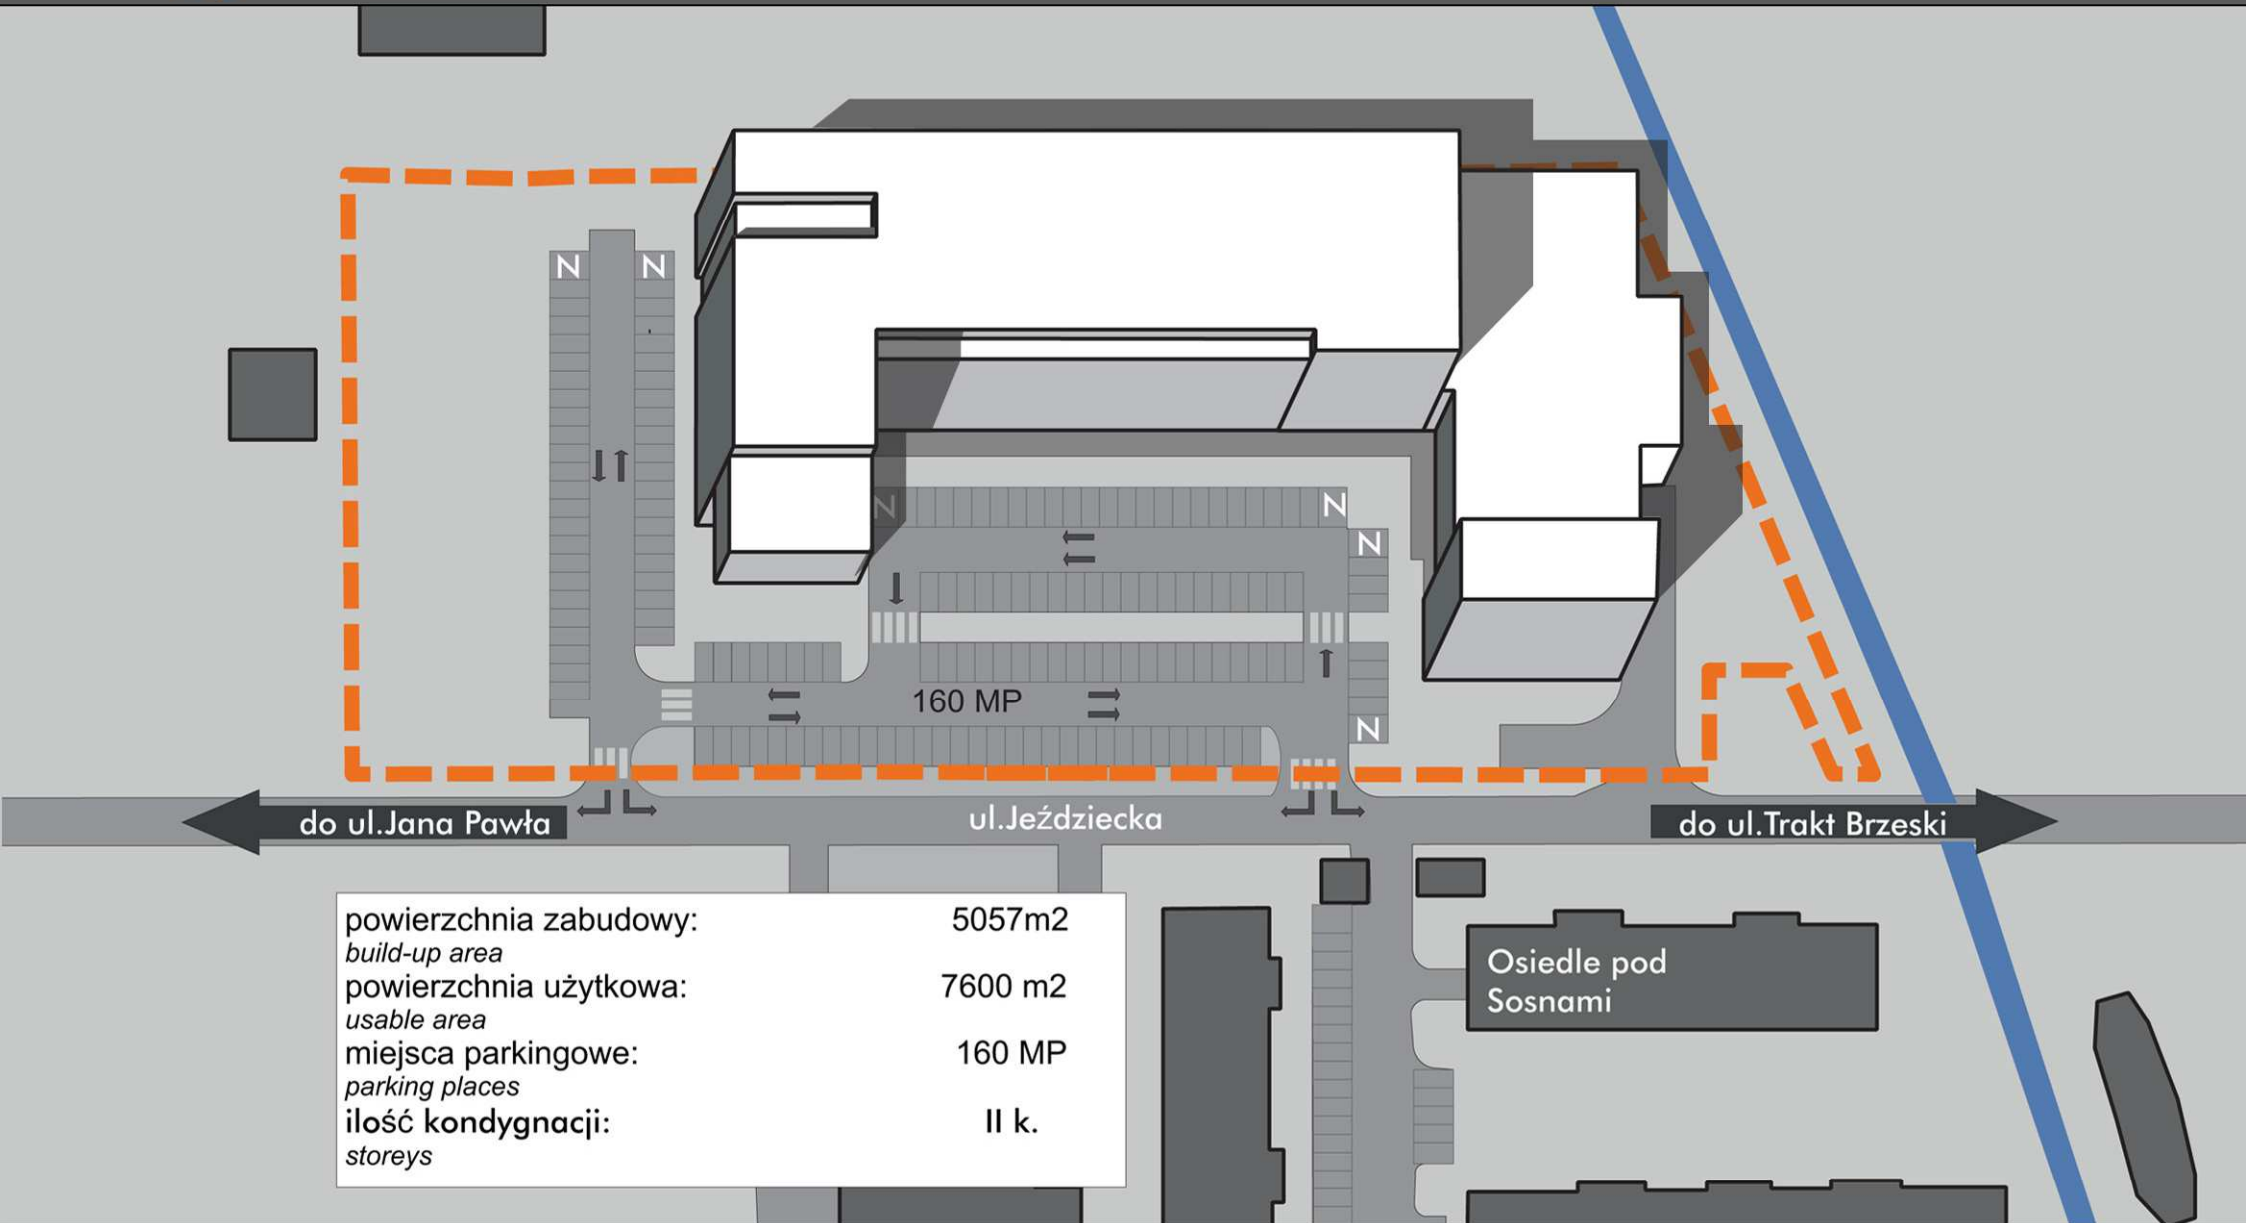 N N
N N
N
160 MP
N
ul.Jeździecka
do ul.Jana Pawła
do ul.Trakt Brzeski
powierzchnia zabudowy: 5057m2
build-up area
powierzchnia użytkowa: 7600 m2
usable area
miejsca parkingowe: 160 MP
parking places
ilość kondygnacji: II k.
storeys
Osiedle pod
Sosnami